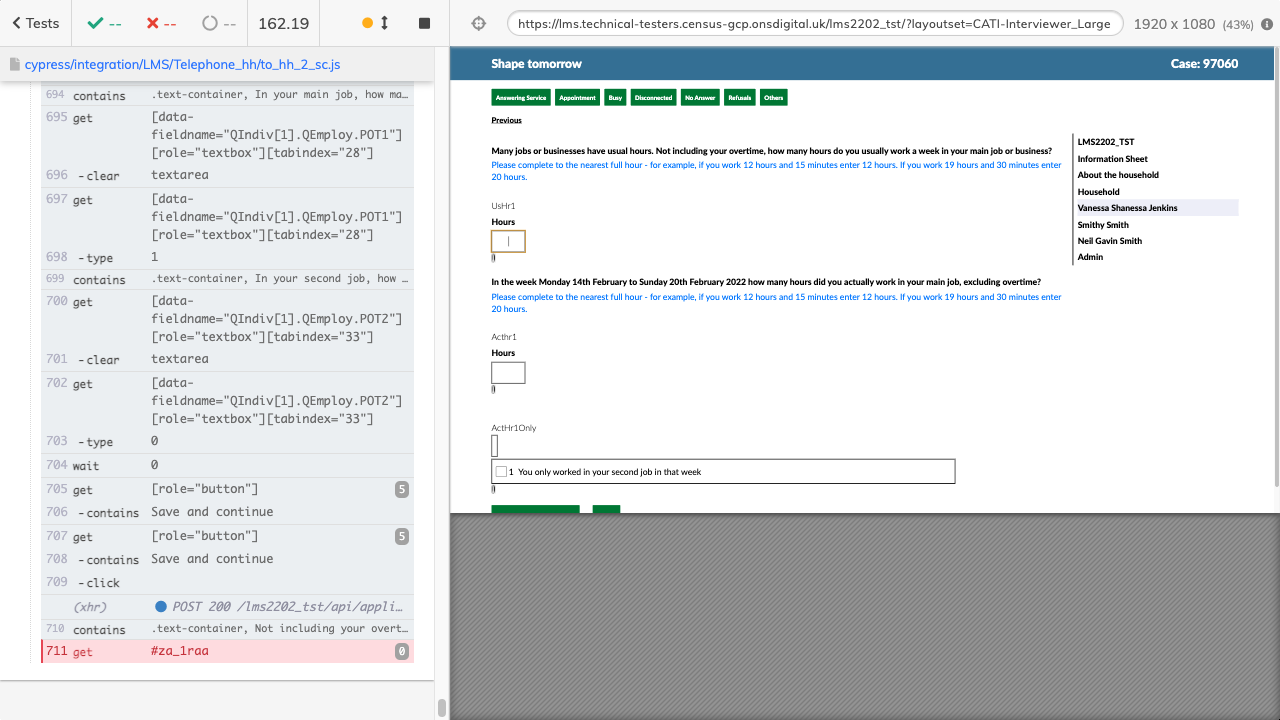 Tests
--
--
--
162.19
https://lms.technical-testers.census-gcp.onsdigital.uk/lms2202_tst/?layoutset=CATI-Interviewer_Large
1920 x 1080 (43%)
cypress/integration/LMS/Telephone_hh/to_hh_2_sc.js
694 contains .text-container, In your main job, how ma…
695 get [data-
fieldname="QIndiv[1].QEmploy.POT1"]
[role="textbox"][tabindex="28"]
696 -clear textarea
697 get [data-
fieldname="QIndiv[1].QEmploy.POT1"]
[role="textbox"][tabindex="28"]
698 -type 1
699 contains .text-container, In your second job, how …
700 get [data-
fieldname="QIndiv[1].QEmploy.POT2"]
[role="textbox"][tabindex="33"]
701 -clear textarea
702 get [data-
fieldname="QIndiv[1].QEmploy.POT2"]
[role="textbox"][tabindex="33"]
703 -type 0
704 wait 0
705 get [role="button"] 5
706 -contains Save and continue
707 get [role="button"] 5
708 -contains Save and continue
709 -click
(xhr) POST 200 /lms2202_tst/api/appli…
710 contains .text-container, Not including your overt…
711 get #za_1raa 0
Shape tomorrow
Case: 97060
Answering Service Appointment Busy Disconnected No Answer Refusals Others
Previous
Many jobs or businesses have usual hours. Not including your overtime, how many hours do you usually work a week in your main job or business?
Please complete to the nearest full hour - for example, if you work 12 hours and 15 minutes enter 12 hours. If you work 19 hours and 30 minutes enter
20 hours.
UsHr1
Hours
In the week Monday 14th February to Sunday 20th February 2022 how many hours did you actually work in your main job, excluding overtime?
Please complete to the nearest full hour - for example, if you work 12 hours and 15 minutes enter 12 hours. If you work 19 hours and 30 minutes enter
20 hours.
Acthr1
Hours
ActHr1Only
1 You only worked in your second job in that week
LMS2202_TST
Information Sheet
About the household
Household
Vanessa Shanessa Jenkins
Smithy Smith
Neil Gavin Smith
Admin